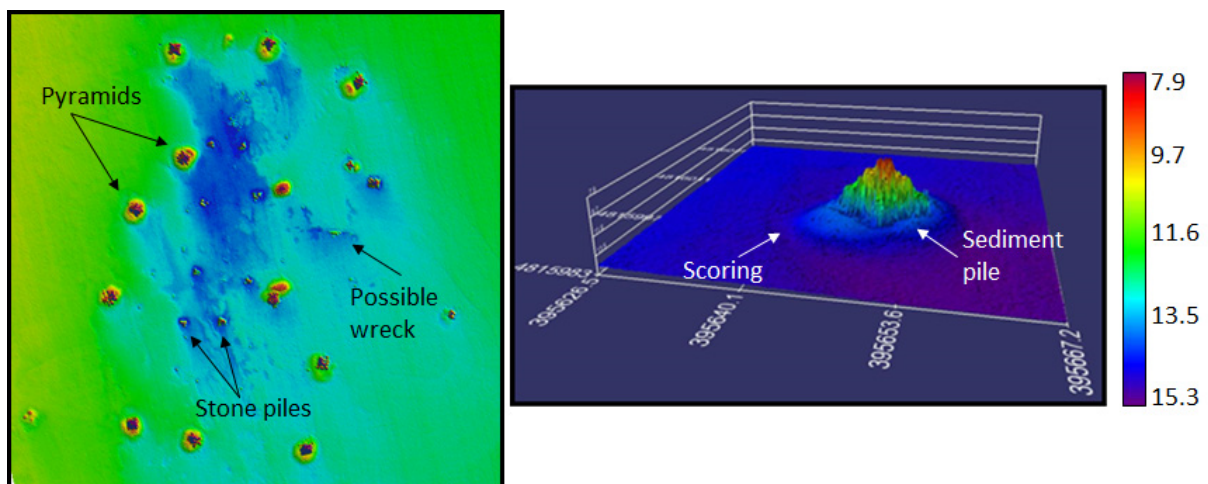 Pyramids
Possible
wreck
Stone piles
Scoring
Sediment
pile
4815983
395626.5
395640.1
395653.6
395667.2
7.9
9.7
11.6
13.5
15.3